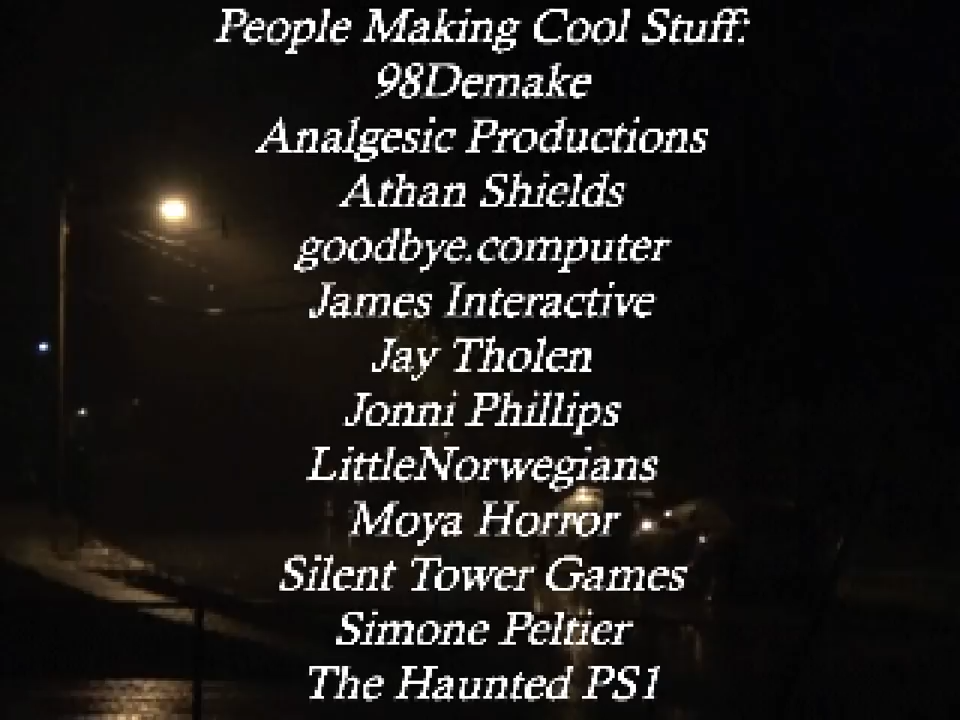 People Making Cool Stuff:
98Demake
Analgesic Productions
Athan Shields
goodbye.computer
James Interactive
Jay Tholen
Jonni Phillips
LittleNorwegians
Moya Horror
Silent Tower Games
Simone Peltier
The Haunted PS1